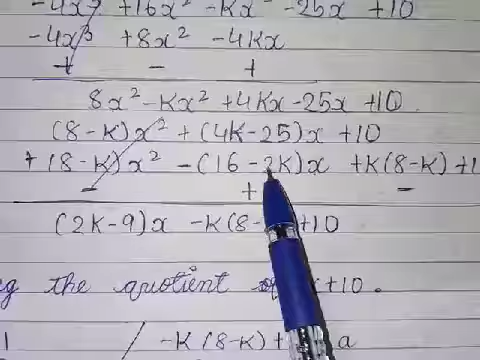 -4x³ +16x² -Kx² -25x +10
-4x³ +8x² -4Kx
+ - +
8x² -Kx² +4Kx -25x +10
(8-K)x² +(4K-25)x +10
+(8-K)x² -(16-2K)x +K(8-K)
- + -
(2K-9)x -K(8- +10
the quotient +10.
-K(8-K)+ a